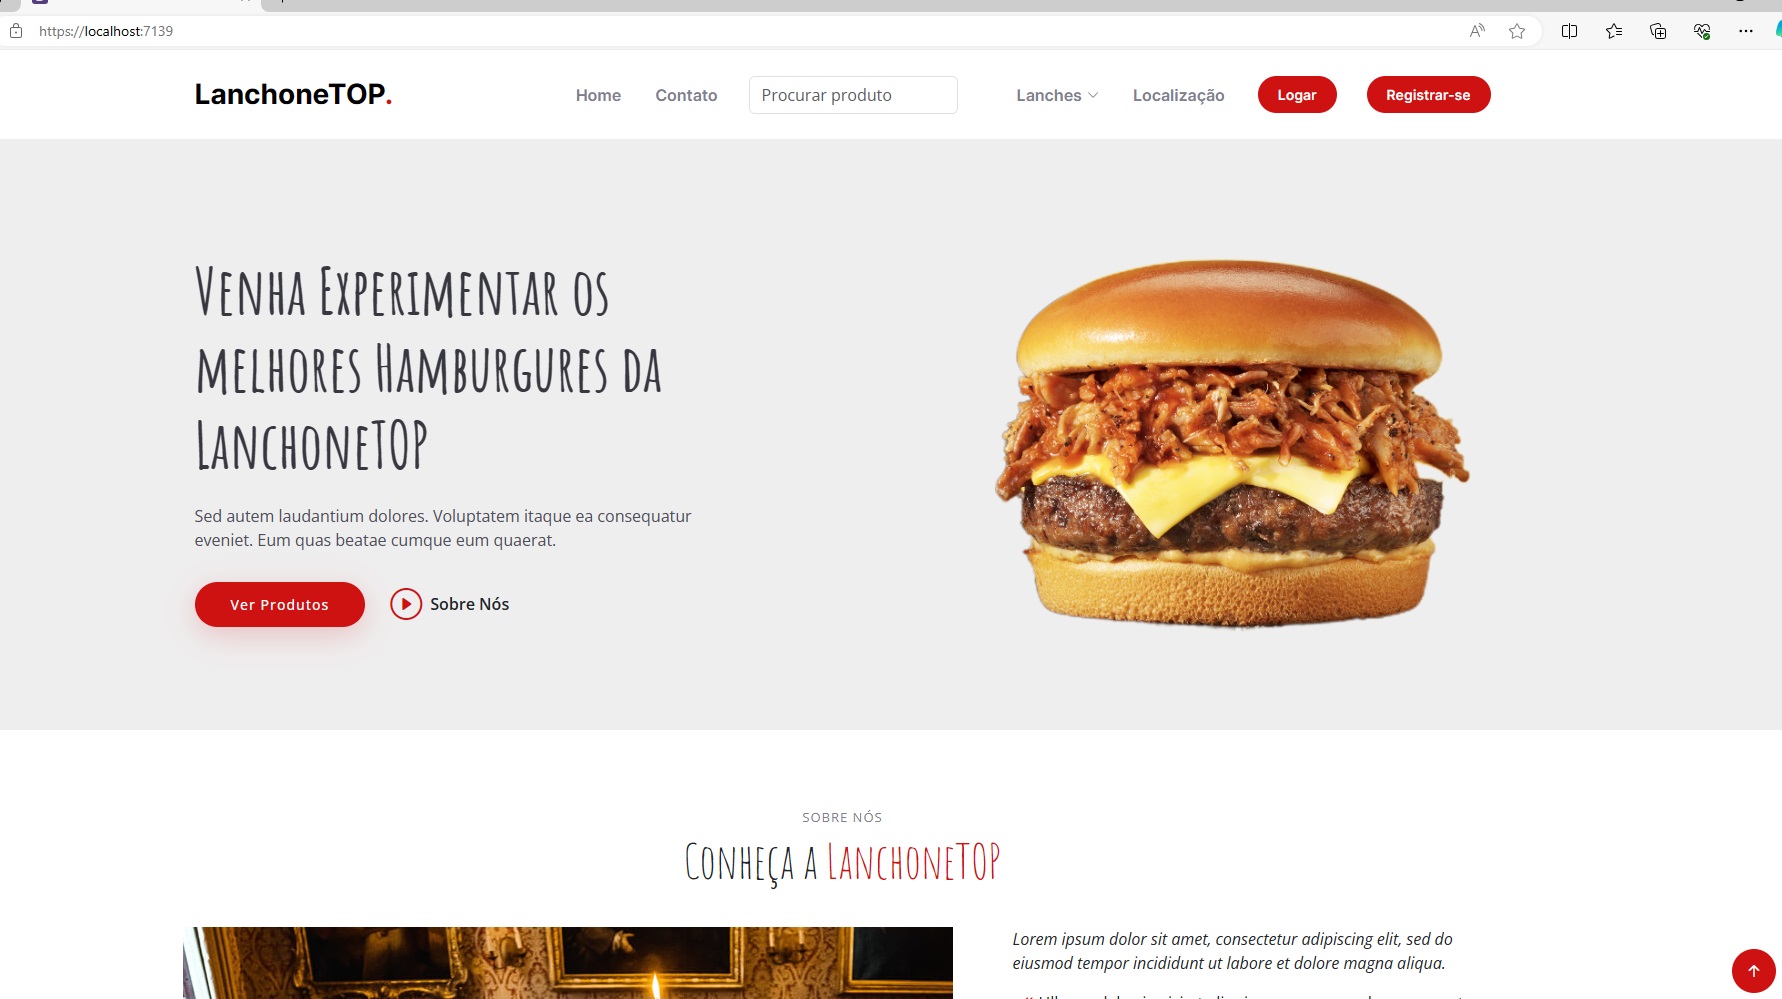 https://localhost:7139
LanchoneTOP.
Home
Contato
Procurar produto
Lanches
Localização
Logar
Registrar-se
Venha Experimentar os
melhores Hamburgures da
LanchoneTOP
Sed autem laudantium dolores. Voluptatem itaque ea consequatur
eveniet. Eum quas beatae cumque eum quaerat.
Ver Produtos
Sobre Nós
SOBRE NÓS
Conheça a LanchoneTOP
Lorem ipsum dolor sit amet, consectetur adipiscing elit, sed do
eiusmod tempor incididunt ut labore et dolore magna aliqua.